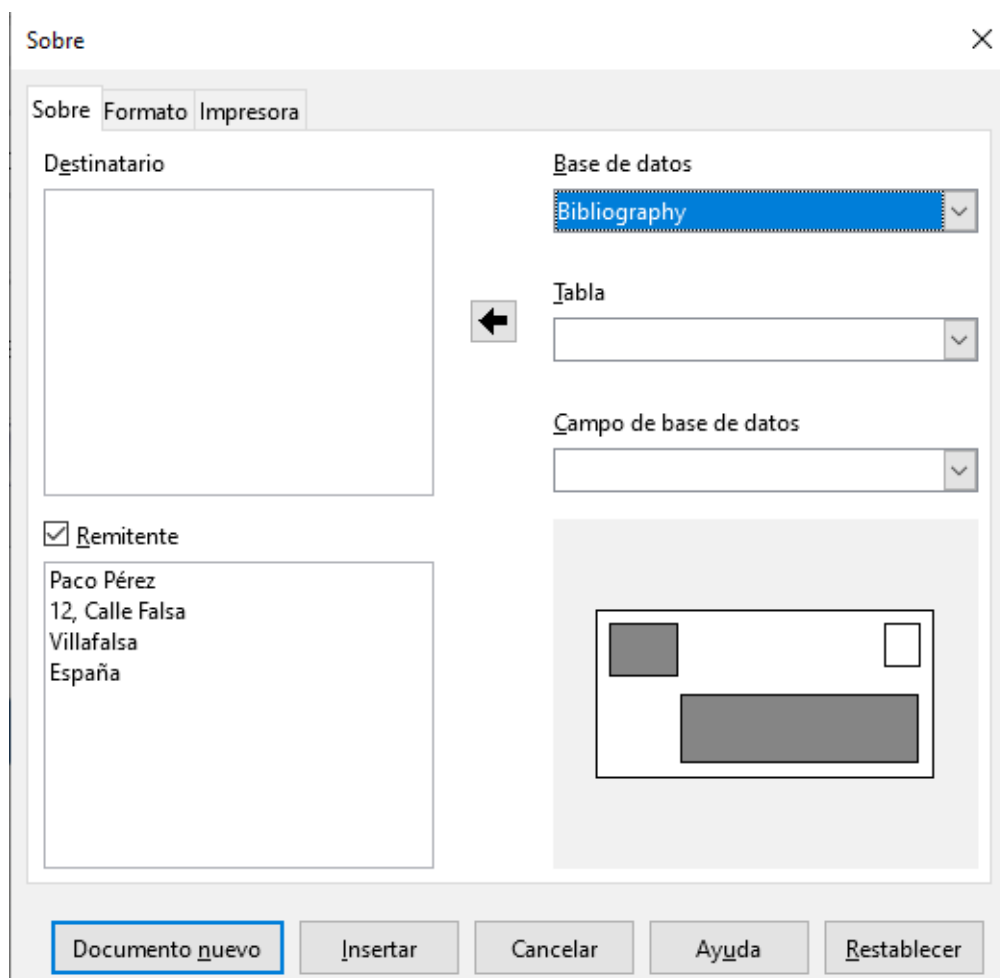 Sobre
Sobre Formato Impresora
Destinatario
Base de datos
Bibliography
Tabla
Campo de base de datos
Remitente
Paco Pérez
12, Calle Falsa
Villafalsa
España
Documento nuevo Insertar Cancelar Ayuda Restablecer